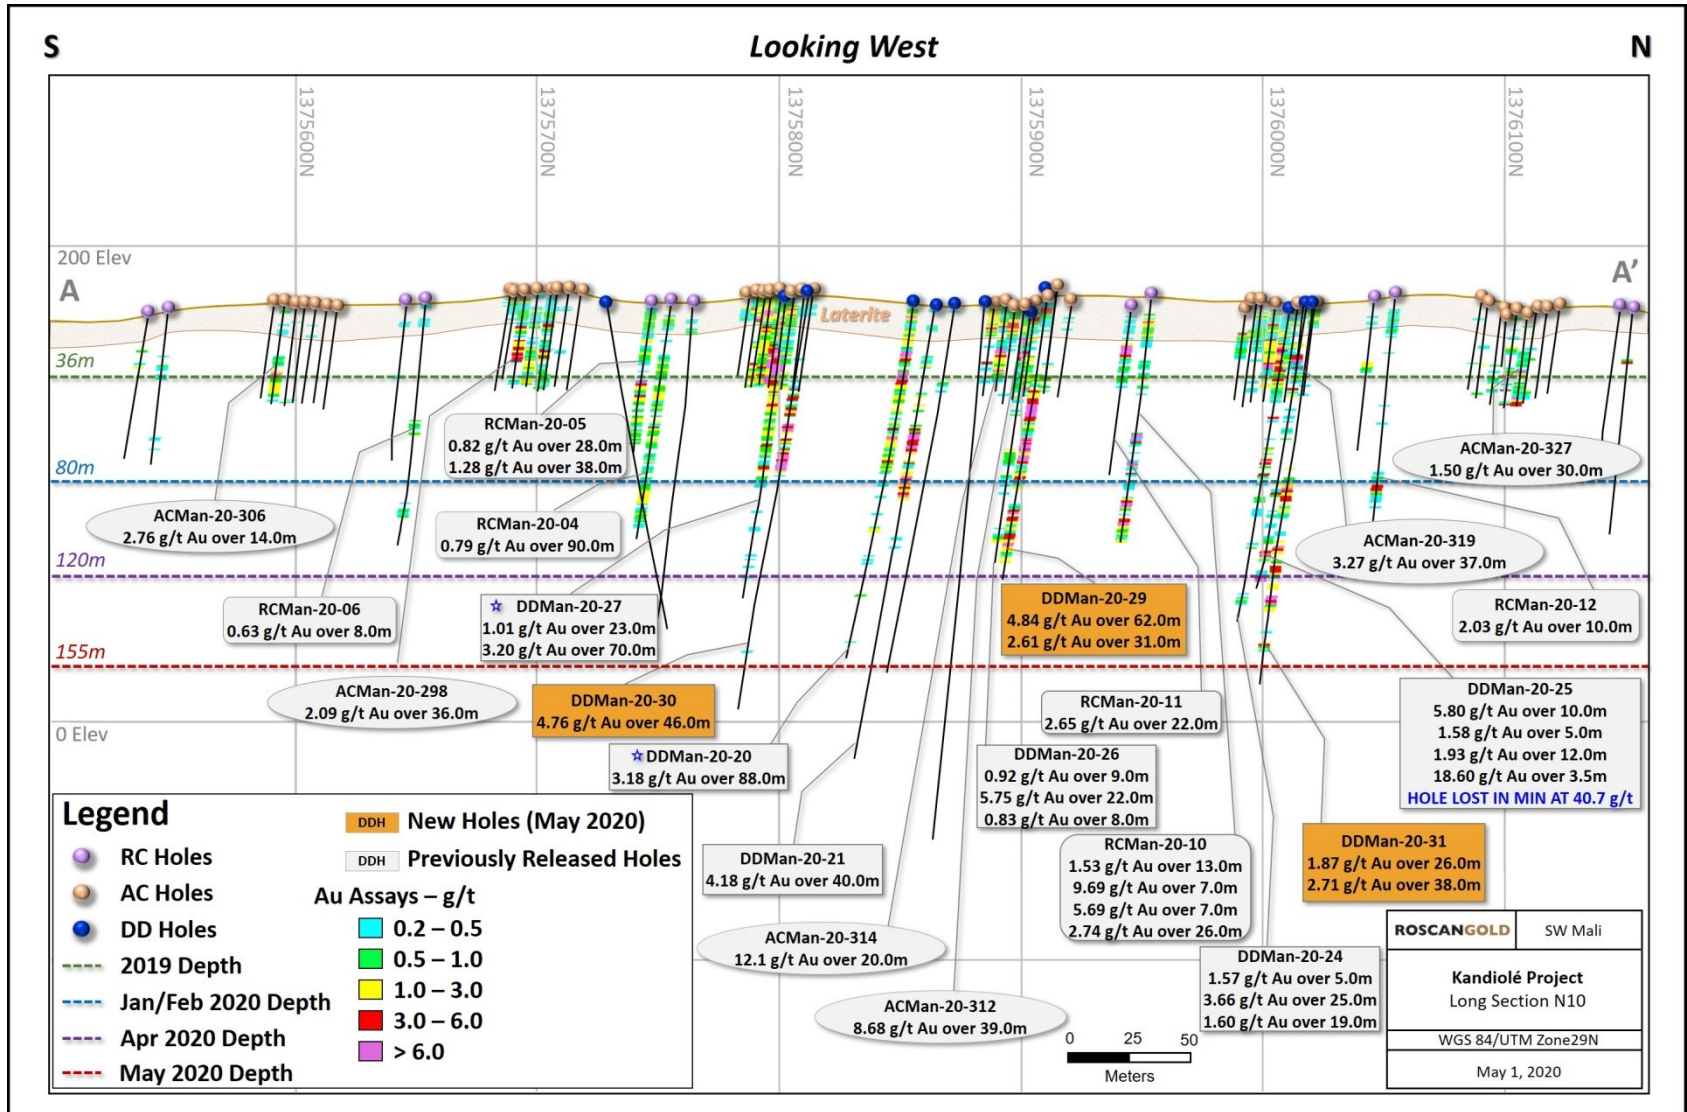 S
Looking West
N
1375600N
1375700N
1375800N
1375900N
1376000N
1376100N
200 Elev
A
A’
Laterite
36m
80m
120m
155m
0 Elev
RCMan-20-05
0.82 g/t Au over 28.0m
1.28 g/t Au over 38.0m
ACMan-20-327
1.50 g/t Au over 30.0m
ACMan-20-306
2.76 g/t Au over 14.0m
RCMan-20-04
0.79 g/t Au over 90.0m
ACMan-20-319
3.27 g/t Au over 37.0m
RCMan-20-06
0.63 g/t Au over 8.0m
☆ DDMan-20-27
1.01 g/t Au over 23.0m
3.20 g/t Au over 70.0m
DDMan-20-29
4.84 g/t Au over 62.0m
2.61 g/t Au over 31.0m
RCMan-20-12
2.03 g/t Au over 10.0m
ACMan-20-298
2.09 g/t Au over 36.0m
DDMan-20-30
4.76 g/t Au over 46.0m
RCMan-20-11
2.65 g/t Au over 22.0m
DDMan-20-25
5.80 g/t Au over 10.0m
1.58 g/t Au over 5.0m
1.93 g/t Au over 12.0m
18.60 g/t Au over 3.5m
HOLE LOST IN MIN AT 40.7 g/t
☆DDMan-20-20
3.18 g/t Au over 88.0m
DDMan-20-26
0.92 g/t Au over 9.0m
5.75 g/t Au over 22.0m
0.83 g/t Au over 8.0m
DDMan-20-21
4.18 g/t Au over 40.0m
RCMan-20-10
1.53 g/t Au over 13.0m
9.69 g/t Au over 7.0m
5.69 g/t Au over 7.0m
2.74 g/t Au over 26.0m
DDMan-20-31
1.87 g/t Au over 26.0m
2.71 g/t Au over 38.0m
ACMan-20-314
12.1 g/t Au over 20.0m
DDMan-20-24
1.57 g/t Au over 5.0m
3.66 g/t Au over 25.0m
1.60 g/t Au over 19.0m
ACMan-20-312
8.68 g/t Au over 39.0m
Legend
RC Holes
AC Holes
DD Holes
2019 Depth
Jan/Feb 2020 Depth
Apr 2020 Depth
May 2020 Depth
DDH New Holes (May 2020)
DDH Previously Released Holes
Au Assays – g/t
0.2 – 0.5
0.5 – 1.0
1.0 – 3.0
3.0 – 6.0
> 6.0
0 25 50
Meters
ROSCANGOLD
SW Mali
Kandiolé Project
Long Section N10
WGS 84/UTM Zone29N
May 1, 2020